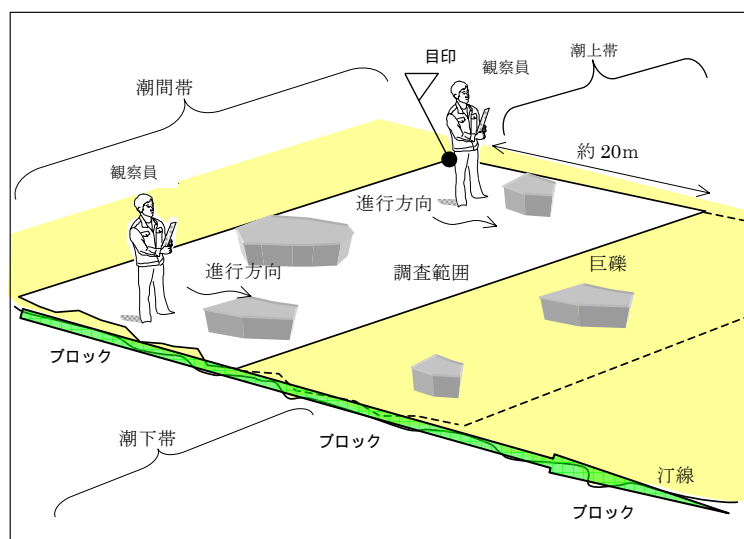 目印
観察員
潮上帯
潮間帯
約 20m
観察員
進行方向
進行方向
調査範囲
巨礫
ブロック
潮下帯
ブロック
汀線
ブロック